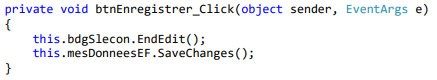 private void btnEnregistrer_Click(object sender, EventArgs e)
{
    this.bdgSlecon.EndEdit();
    this.mesDonneesEF.SaveChanges();
}